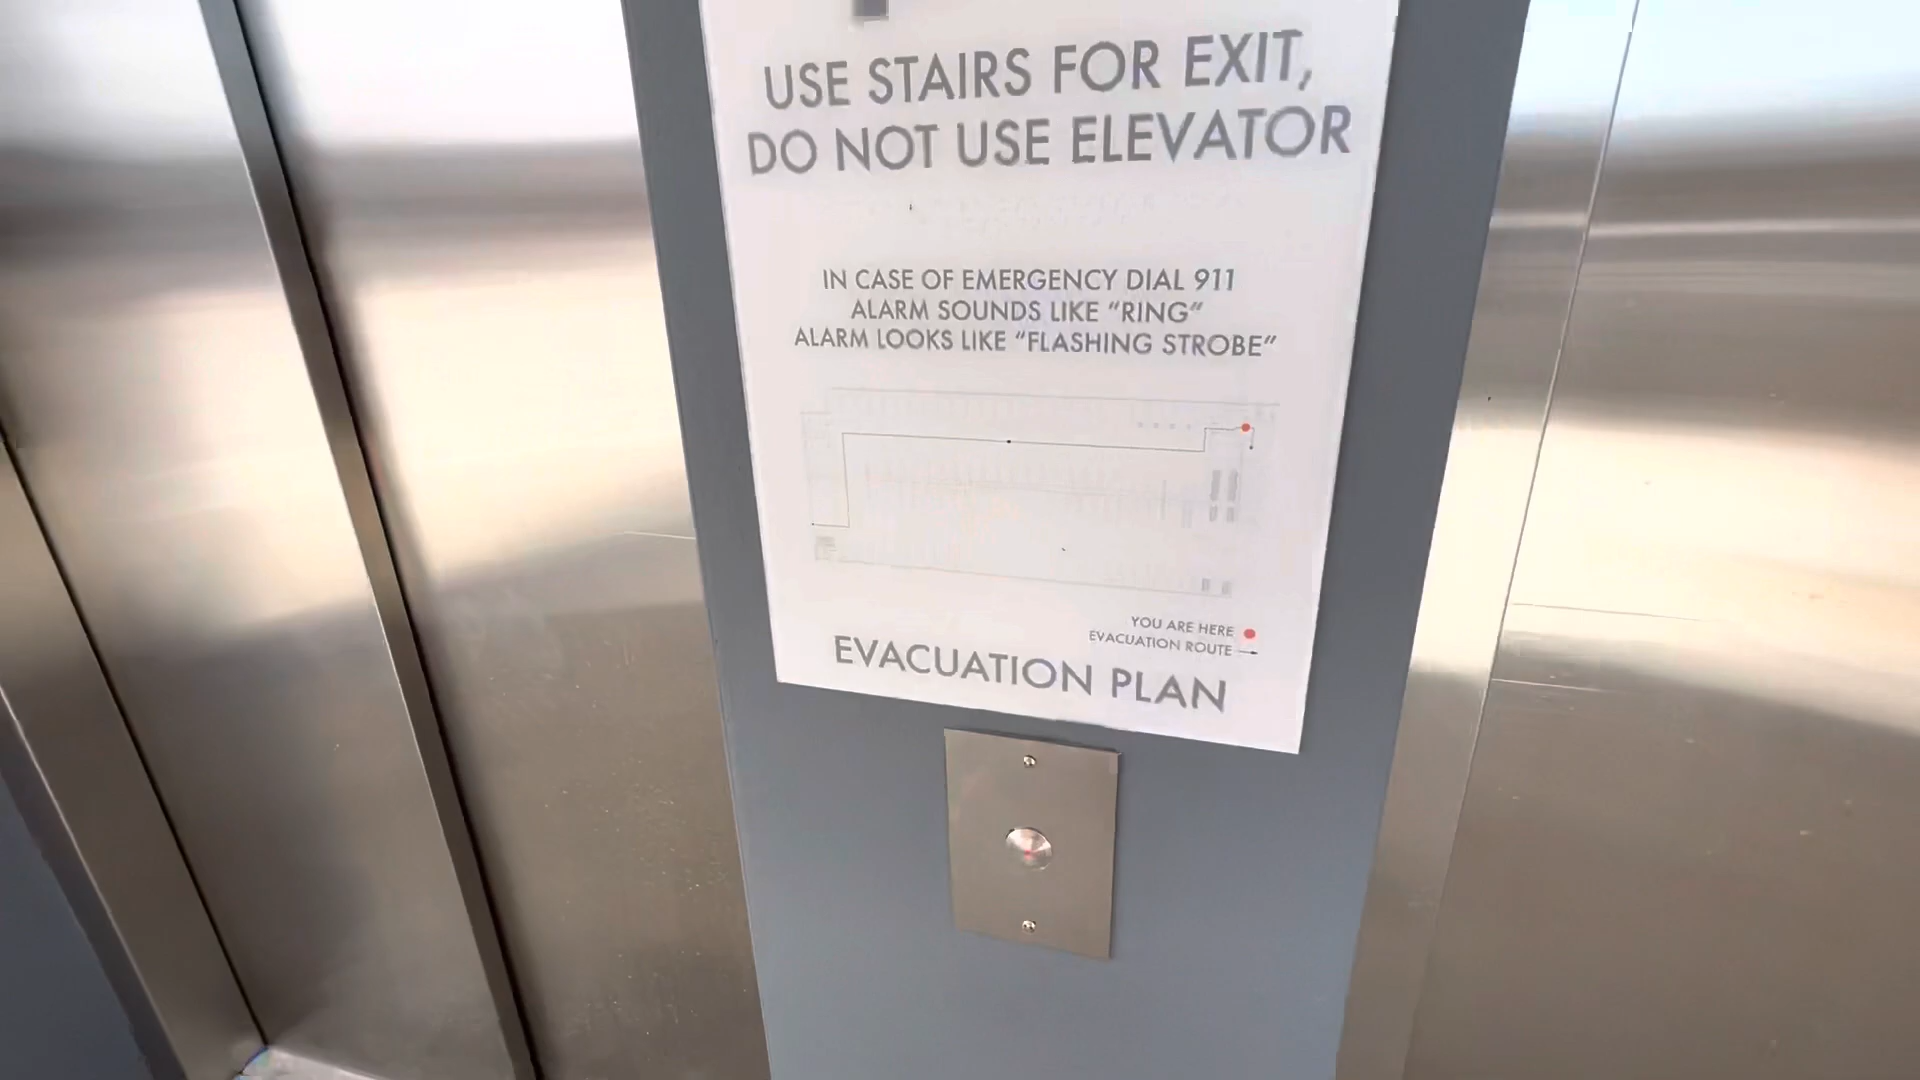 USE STAIRS FOR EXIT,
DO NOT USE ELEVATOR
IN CASE OF EMERGENCY DIAL 911
ALARM SOUNDS LIKE “RING”
ALARM LOOKS LIKE “FLASHING STROBE”
YOU ARE HERE
EVACUATION ROUTE
EVACUATION PLAN